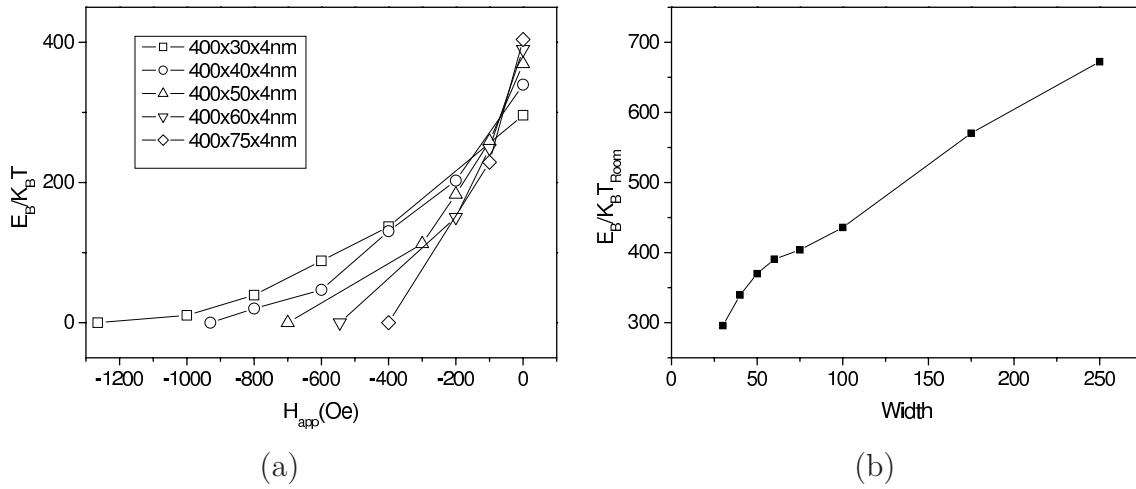 400
200
0
E_B/K_BT
-1200 -1000 -800 -600 -400 -200 0
H_app(Oe)
400x30x4nm
400x40x4nm
400x50x4nm
400x60x4nm
400x75x4nm
(a)
700
600
500
400
300
E_B/K_BT_Room
0 50 100 150 200 250
Width
(b)